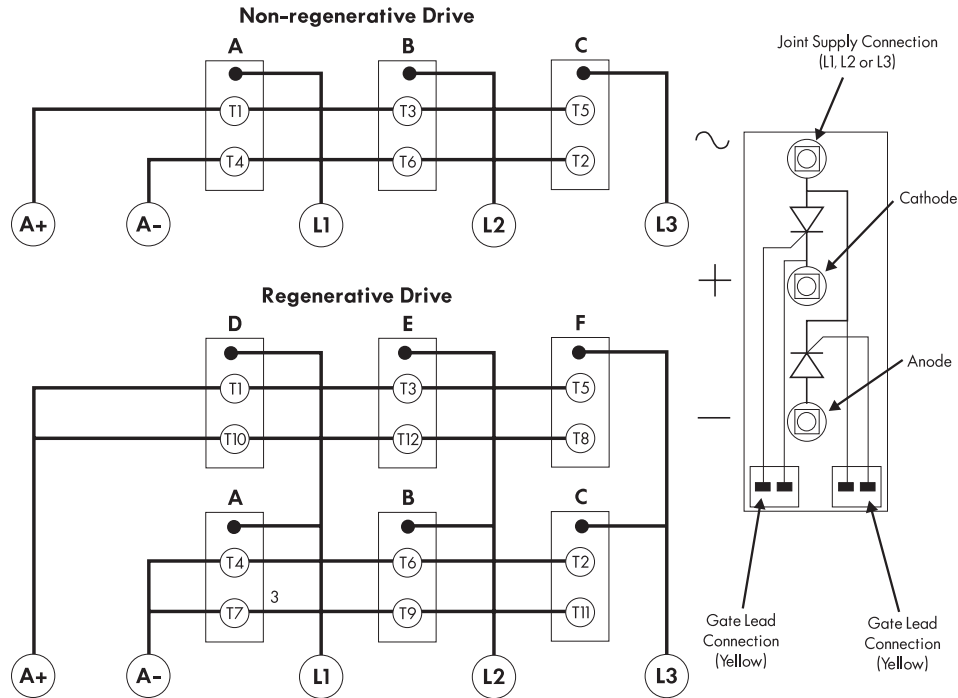 Non-regenerative Drive
A B C
T1 T3 T5
T4 T6 T2
A+ A- L1 L2 L3
Regenerative Drive
D E F
T1 T3 T5
T10 T12 T8
A B C
T4 T6 T2
3
T7 T9 T11
A+ A- L1 L2 L3
Joint Supply Connection
(L1, L2 or L3)
Cathode
+
Anode
—
Gate Lead
Connection
(Yellow)
Gate Lead
Connection
(Yellow)